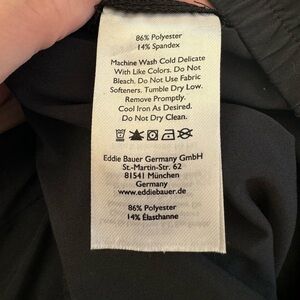 86% Polyester
14% Spandex
Machine Wash Cold Delicate
With Like Colors. Do Not
Bleach. Do Not Use Fabric
Softeners. Tumble Dry Low.
Remove Promptly.
Cool Iron As Desired.
Do Not Dry Clean.
Eddie Bauer Germany GmbH
St.-Martin-Str. 62
81541 München
Germany
www.eddiebauer.de
86% Polyester
14% Élasthanne